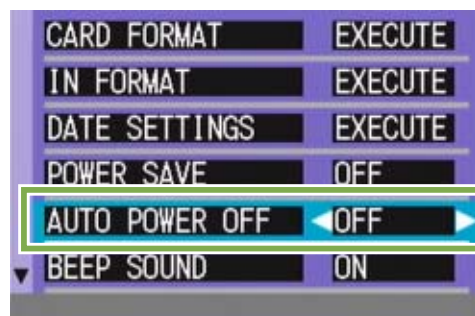 CARD FORMAT EXECUTE
IN FORMAT EXECUTE
DATE SETTINGS EXECUTE
POWER SAVE OFF
AUTO POWER OFF OFF
BEEP SOUND ON